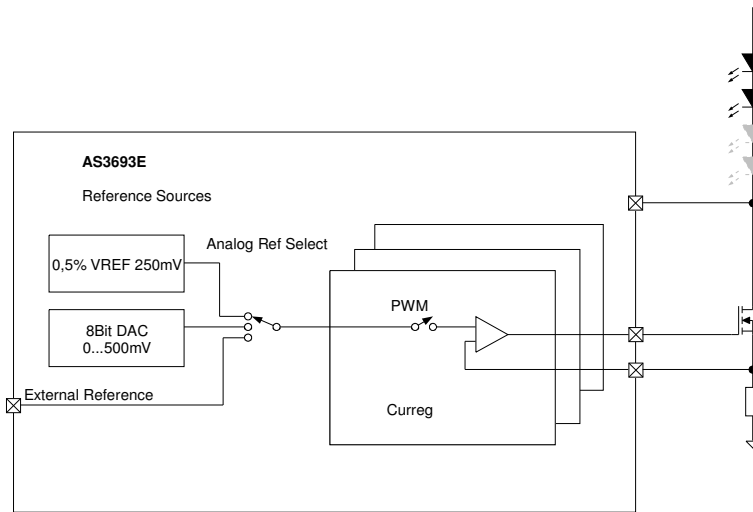 AS3693E
Reference Sources
Analog Ref Select
0,5% VREF 250mV
PWM
8Bit DAC
0...500mV
External Reference
Curreg